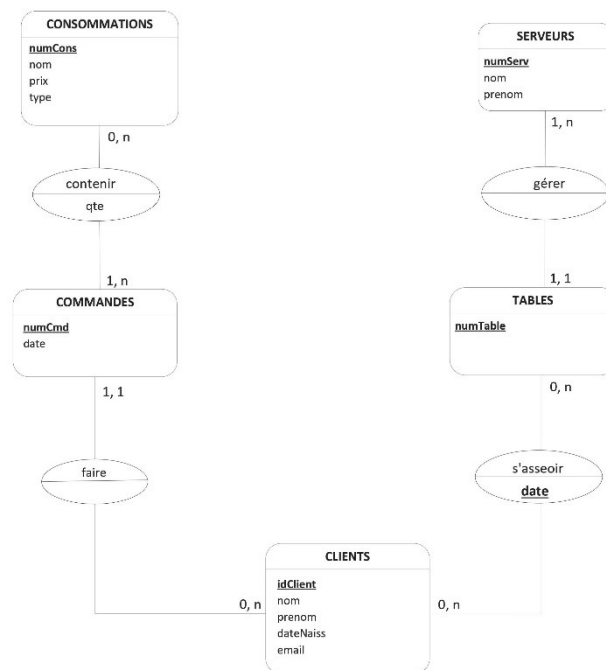 CONSOMMATIONS
numCons
nom
prix
type
0, n
contenir
qte
1, n
COMMANDES
numCmd
date
1, 1
faire
0, n
SERVEURS
numServ
nom
prenom
1, n
gérer
1, 1
TABLES
numTable
0, n
s'asseoir
date
0, n
CLIENTS
idClient
nom
prenom
dateNaiss
email